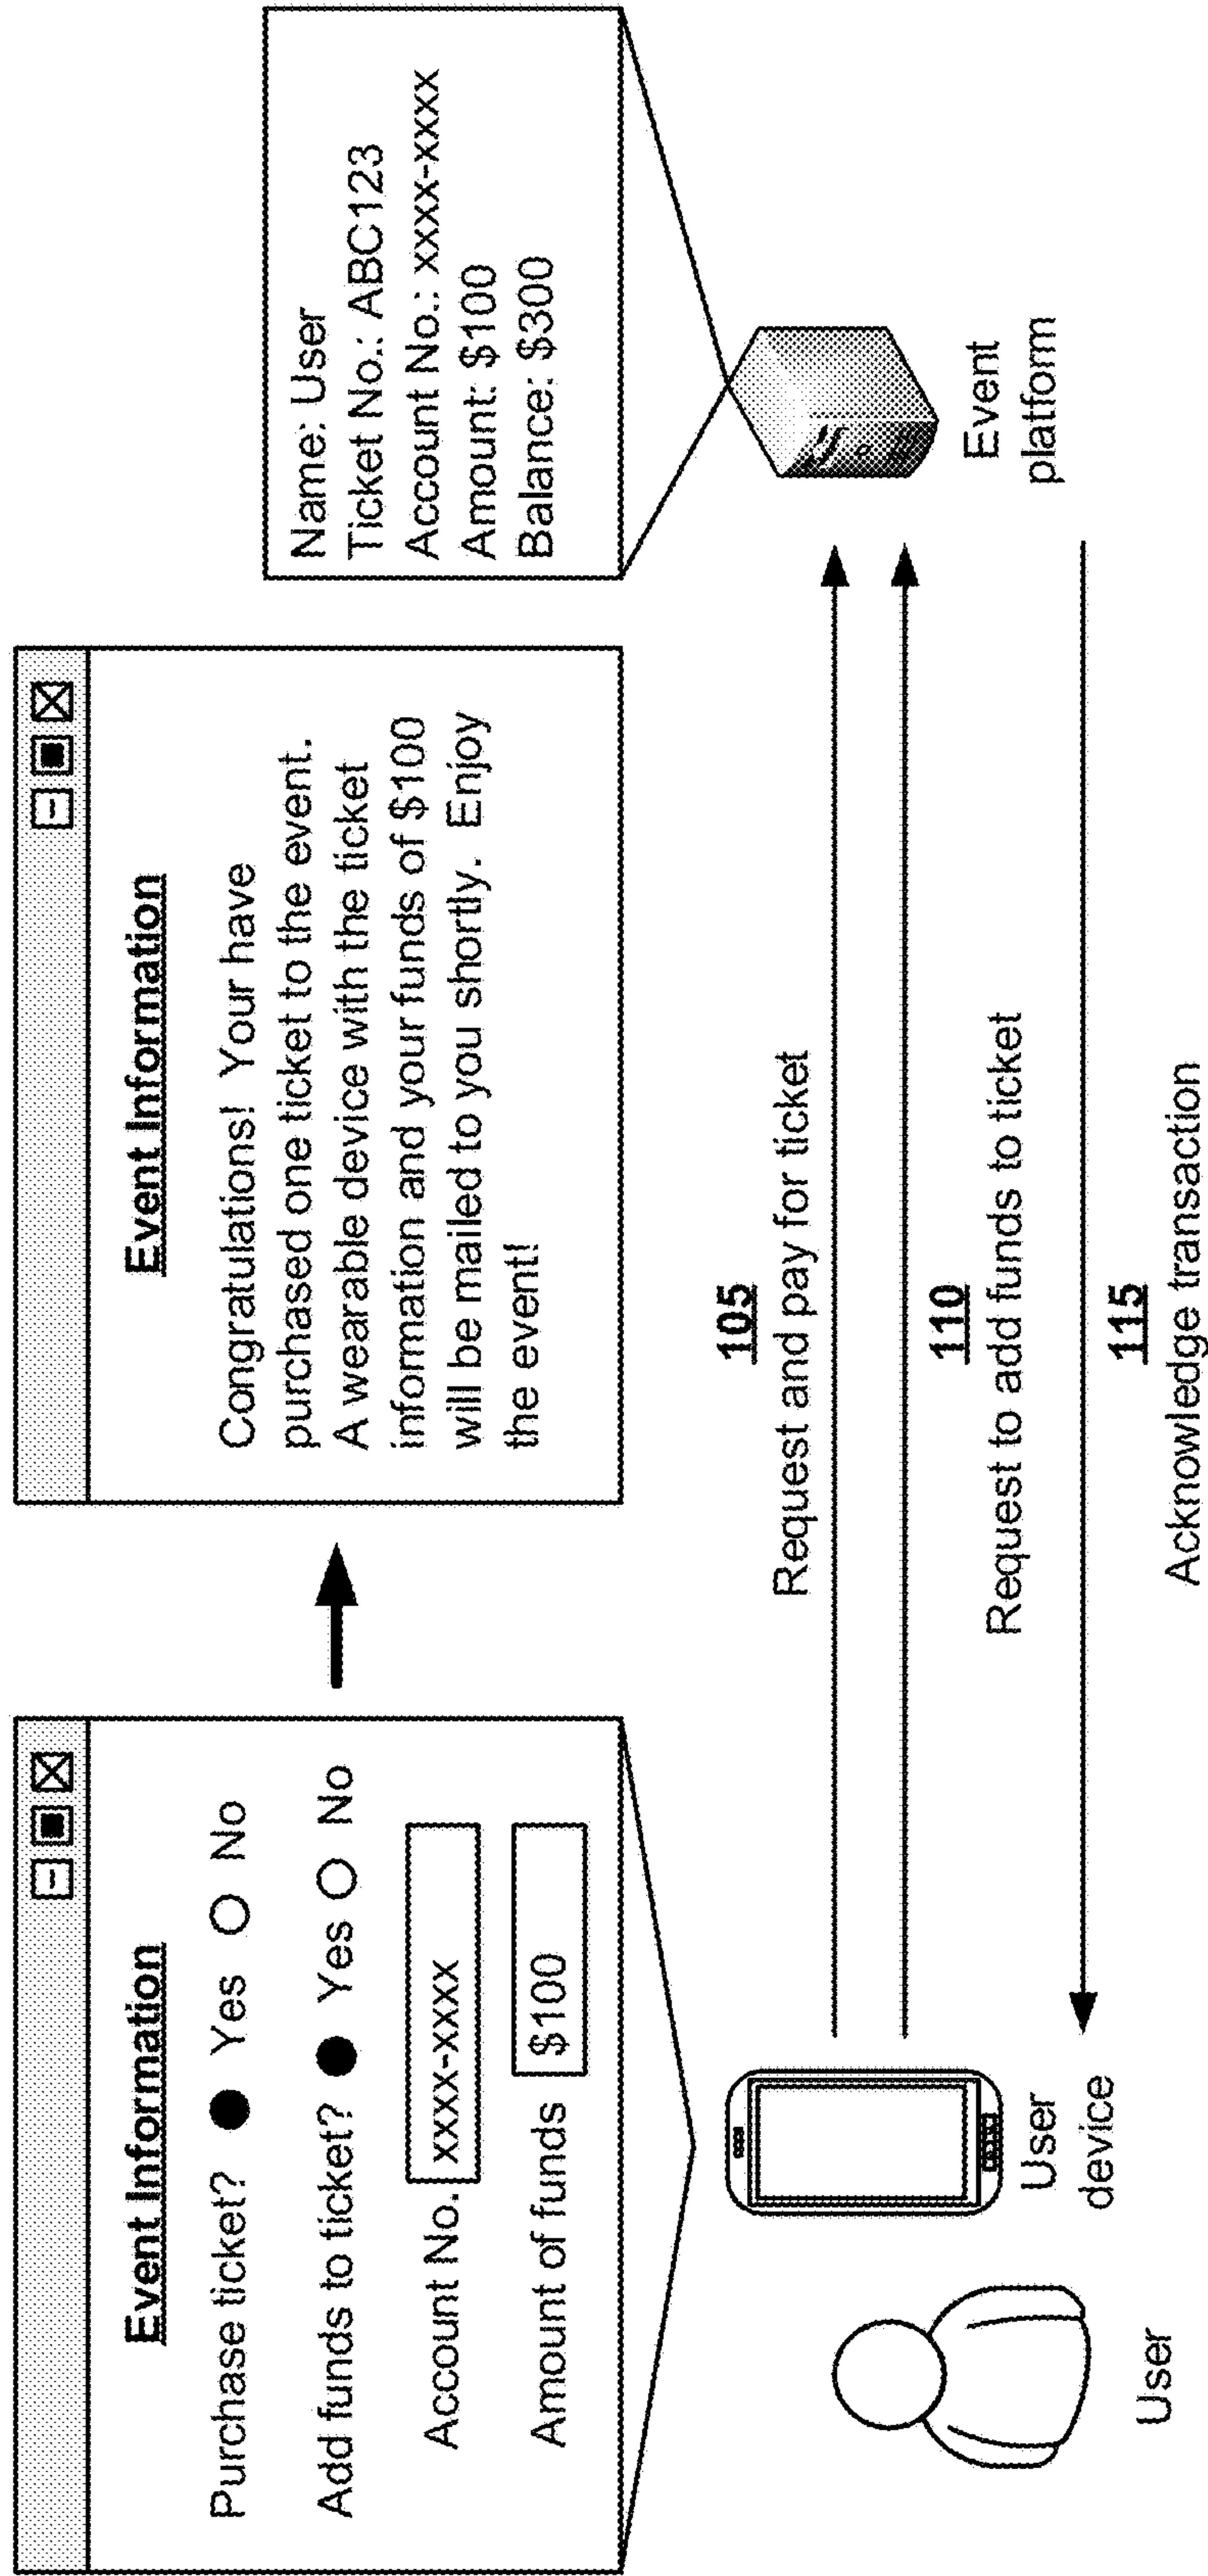 Event Information
Purchase ticket? Yes No
Add funds to ticket? Yes No
Account No. xxxx-xxxx
Amount of funds $100
Event Information
Congratulations! Your have
purchased one ticket to the event.
A wearable device with the ticket
information and your funds of $100
will be mailed to you shortly. Enjoy
the event!
Name: User
Ticket No.: ABC123
Account No.: xxxx-xxxx
Amount: $100
Balance: $300
105
Request and pay for ticket
110
Request to add funds to ticket
115
Acknowledge transaction
User
User
device
Event
platform